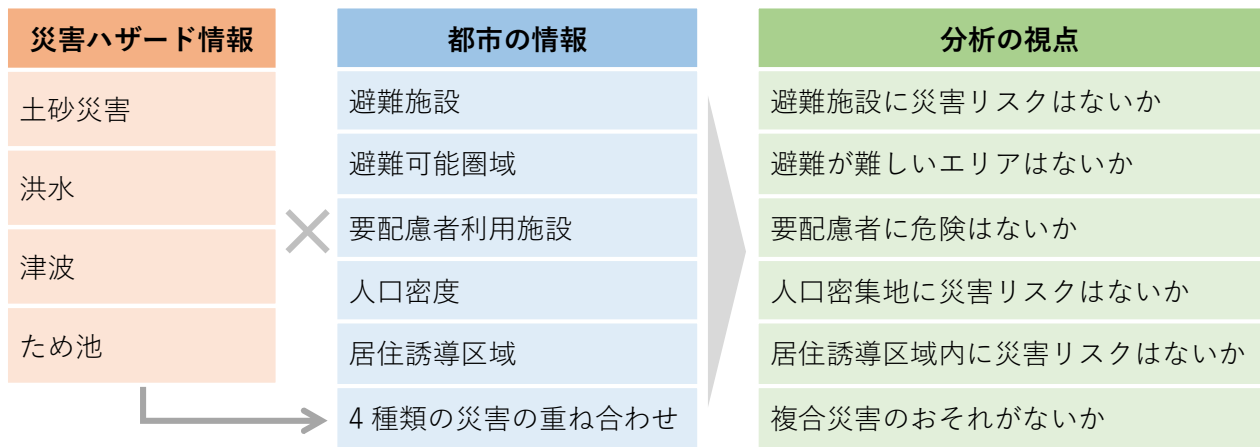 災害ハザード情報
土砂災害
洪水
津波
ため池
×
都市の情報
避難施設
避難可能圏域
要配慮者利用施設
人口密度
居住誘導区域
4種類の災害の重ね合わせ
分析の視点
避難施設に災害リスクはないか
避難が難しいエリアはないか
要配慮者に危険はないか
人口密集地に災害リスクはないか
居住誘導区域内に災害リスクはないか
複合災害のおそれがないか